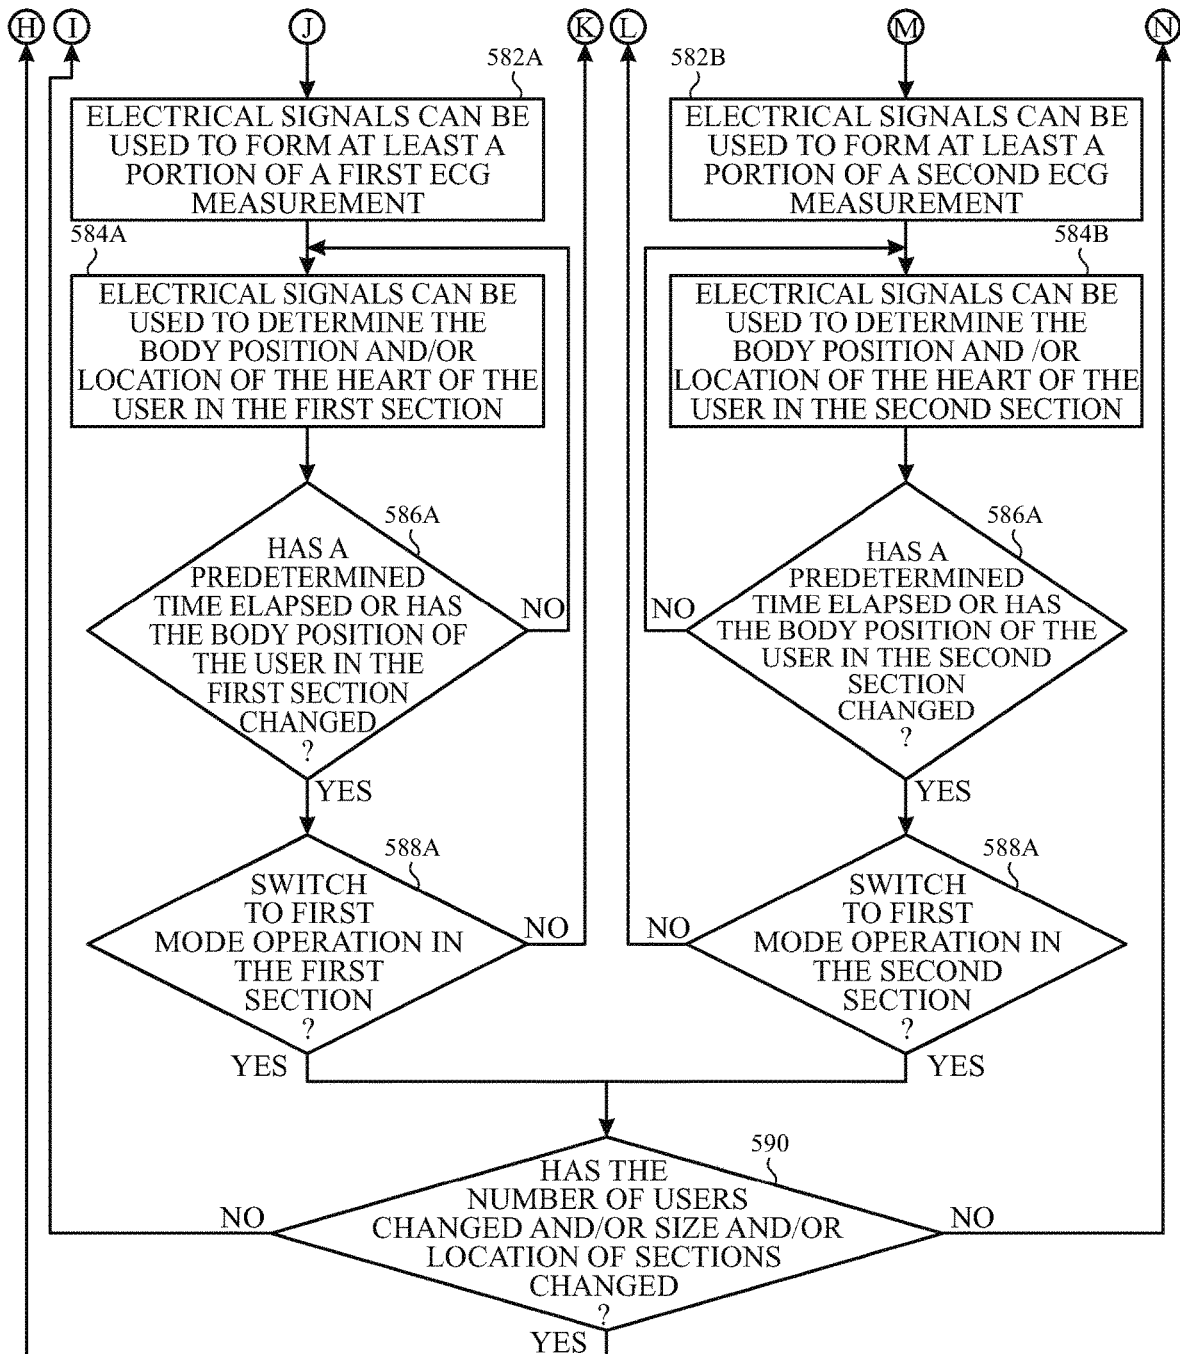 H I J K L M N
582A
ELECTRICAL SIGNALS CAN BE
USED TO FORM AT LEAST A
PORTION OF A FIRST ECG
MEASUREMENT
584A
ELECTRICAL SIGNALS CAN BE
USED TO DETERMINE THE
BODY POSITION AND/OR
LOCATION OF THE HEART OF THE
USER IN THE FIRST SECTION
586A
HAS A
PREDETERMINED
TIME ELAPSED OR HAS
THE BODY POSITION OF
THE USER IN THE
FIRST SECTION
CHANGED
?
NO
YES
588A
SWITCH
TO FIRST
MODE OPERATION IN
THE FIRST
SECTION
?
NO
YES
582B
ELECTRICAL SIGNALS CAN BE
USED TO FORM AT LEAST A
PORTION OF A SECOND ECG
MEASUREMENT
584B
ELECTRICAL SIGNALS CAN BE
USED TO DETERMINE THE
BODY POSITION AND /OR
LOCATION OF THE HEART OF THE
USER IN THE SECOND SECTION
586A
HAS A
PREDETERMINED
TIME ELAPSED OR HAS
THE BODY POSITION OF THE
USER IN THE SECOND
SECTION
CHANGED
?
NO
YES
588A
SWITCH
TO FIRST
MODE OPERATION IN
THE SECOND
SECTION
?
NO
YES
590
HAS THE
NUMBER OF USERS
CHANGED AND/OR SIZE AND/OR
LOCATION OF SECTIONS
CHANGED
?
NO
NO
YES